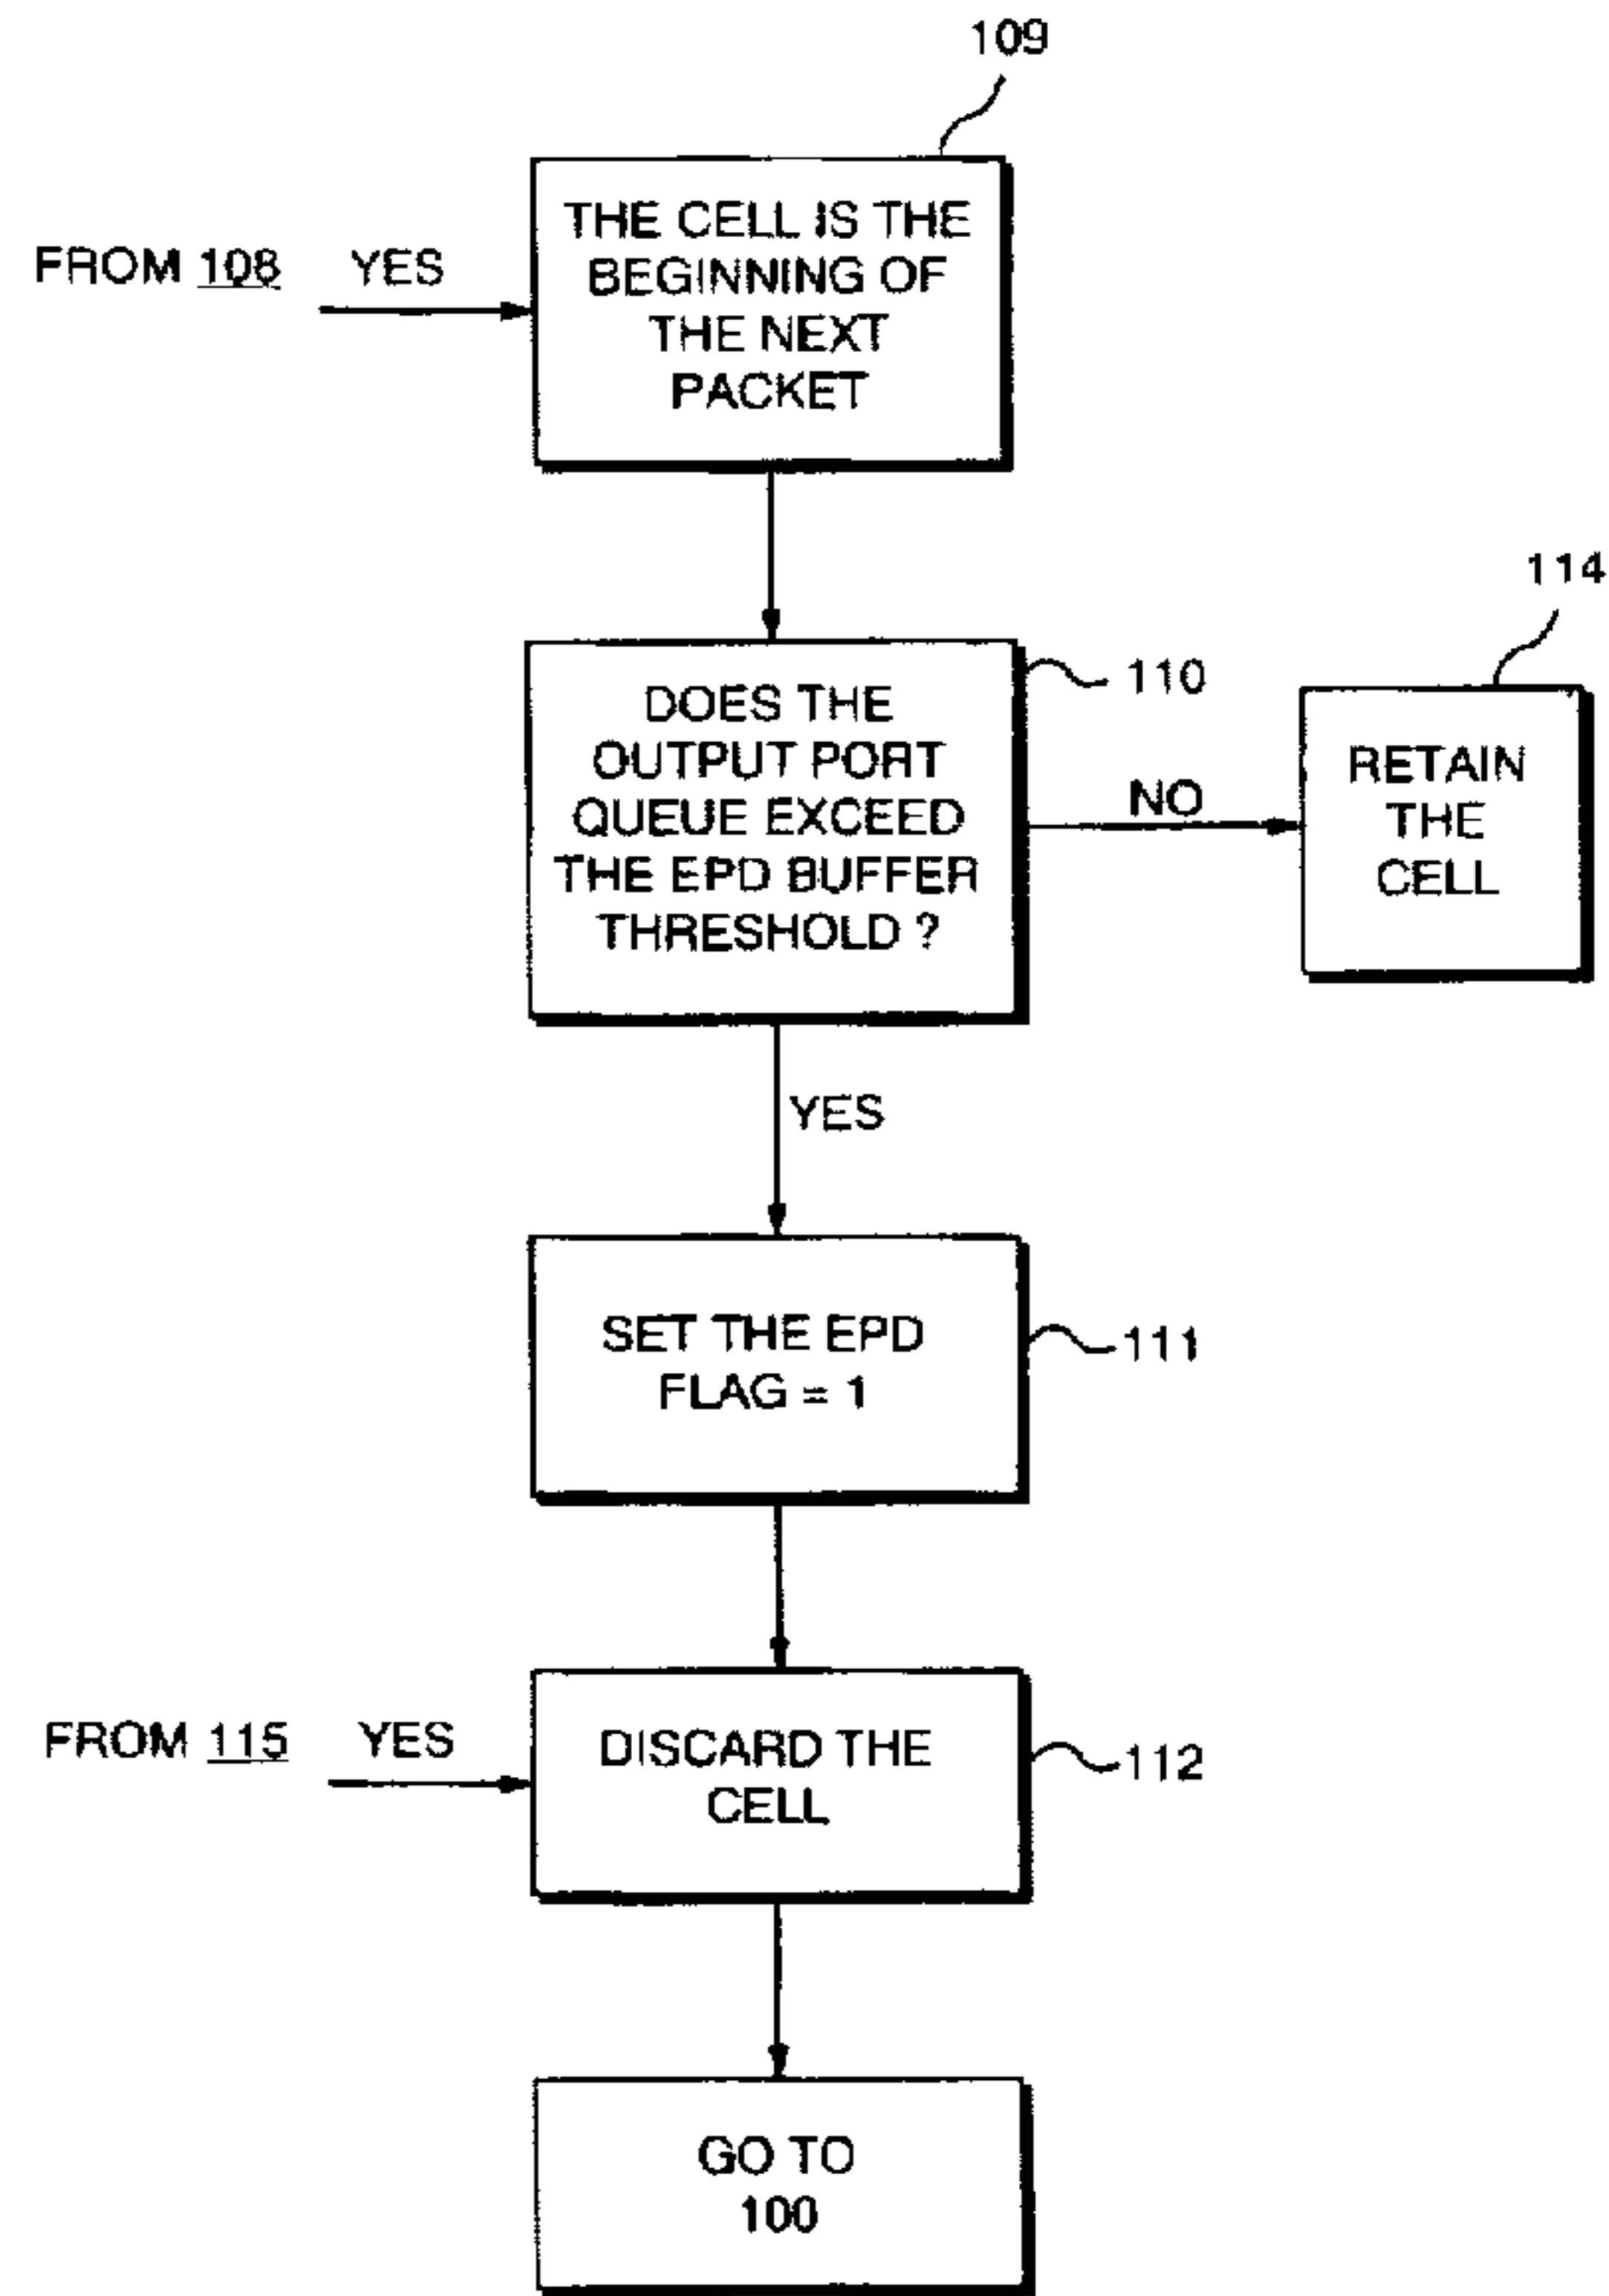 109
THE CELL IS THE
BEGINNING OF
THE NEXT
PACKET
FROM 108 YES
114
110
DOES THE
OUTPUT PORT
QUEUE EXCEED
THE EPD BUFFER
THRESHOLD ?
NO
RETAIN
THE
CELL
YES
SET THE EPD
FLAG = 1
111
FROM 115 YES
DISCARD THE
CELL
112
GO TO
100